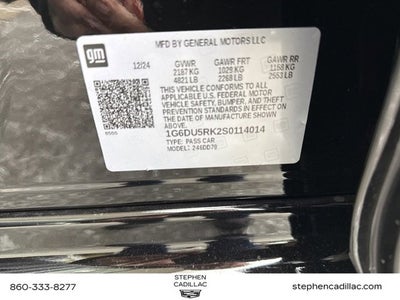 gm
MFD BY GENERAL MOTORS LLC
12/24 GVWR GAWR FRT GAWR RR
2187 KG 1029 KG 1158 KG
4821 LB 2268 LB 2553 LB
THIS VEHICLE CONFORMS TO ALL
APPLICABLE U.S. FEDERAL MOTOR
VEHICLE SAFETY, BUMPER, AND THEFT
PREVENTION STANDARDS IN EFFECT ON
THE DATE OF MANUFACTURE SHOWN ABOVE.
1G6DU5RK2S0114014
TYPE: PASS CAR
MODEL:
860-333-8277
STEPHEN
CADILLAC
stephencadillac.com